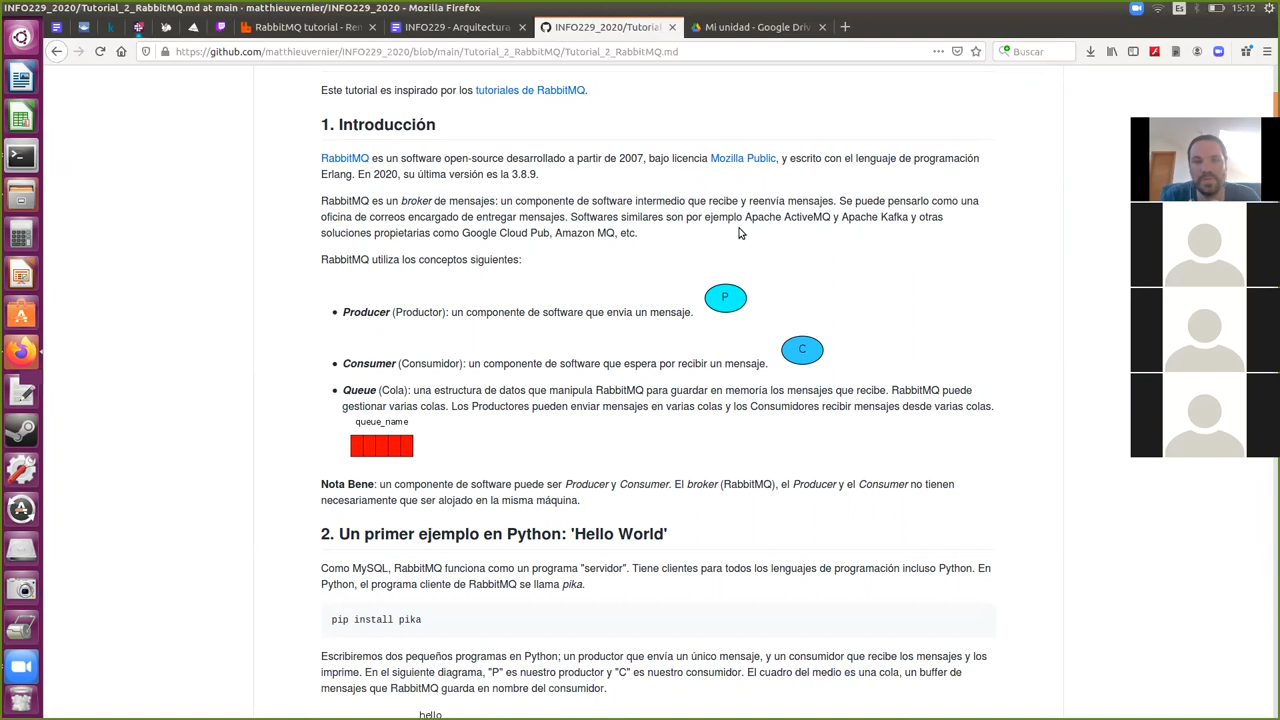 INFO229_2020/Tutorial_2_RabbitMQ.md at main · matthieuvernier/INFO229_2020 - Mozilla Firefox
Es
15:12
RabbitMQ tutorial - Rem
INFO229 - Arquitectura
INFO229_2020/Tutorial
Mi unidad - Google Driv
https://github.com/matthieuvernier/INFO229_2020/blob/main/Tutorial_2_RabbitMQ/Tutorial_2_RabbitMQ.md
Buscar
Este tutorial es inspirado por los tutoriales de RabbitMQ.
1. Introducción
RabbitMQ es un software open-source desarrollado a partir de 2007, bajo licencia Mozilla Public, y escrito con el lenguaje de programación
Erlang. En 2020, su última versión es la 3.8.9.
RabbitMQ es un broker de mensajes: un componente de software intermedio que recibe y reenvía mensajes. Se puede pensarlo como una
oficina de correos encargado de entregar mensajes. Softwares similares son por ejemplo Apache ActiveMQ y Apache Kafka y otras
soluciones propietarias como Google Cloud Pub, Amazon MQ, etc.
RabbitMQ utiliza los conceptos siguientes:
P
Producer (Productor): un componente de software que envia un mensaje.
C
Consumer (Consumidor): un componente de software que espera por recibir un mensaje.
Queue (Cola): una estructura de datos que manipula RabbitMQ para guardar en memoría los mensajes que recibe. RabbitMQ puede
gestionar varias colas. Los Productores pueden enviar mensajes en varias colas y los Consumidores recibir mensajes desde varias colas.
queue_name
Nota Bene: un componente de software puede ser Producer y Consumer. El broker (RabbitMQ), el Producer y el Consumer no tienen
necesariamente que ser alojado en la misma máquina.
2. Un primer ejemplo en Python: 'Hello World'
Como MySQL, RabbitMQ funciona como un programa "servidor". Tiene clientes para todos los lenguajes de programación incluso Python. En
Python, el programa cliente de RabbitMQ se llama pika.
pip install pika
Escribiremos dos pequeños programas en Python; un productor que envía un único mensaje, y un consumidor que recibe los mensajes y los
imprime. En el siguiente diagrama, "P" es nuestro productor y "C" es nuestro consumidor. El cuadro del medio es una cola, un buffer de
mensajes que RabbitMQ guarda en nombre del consumidor.
hello